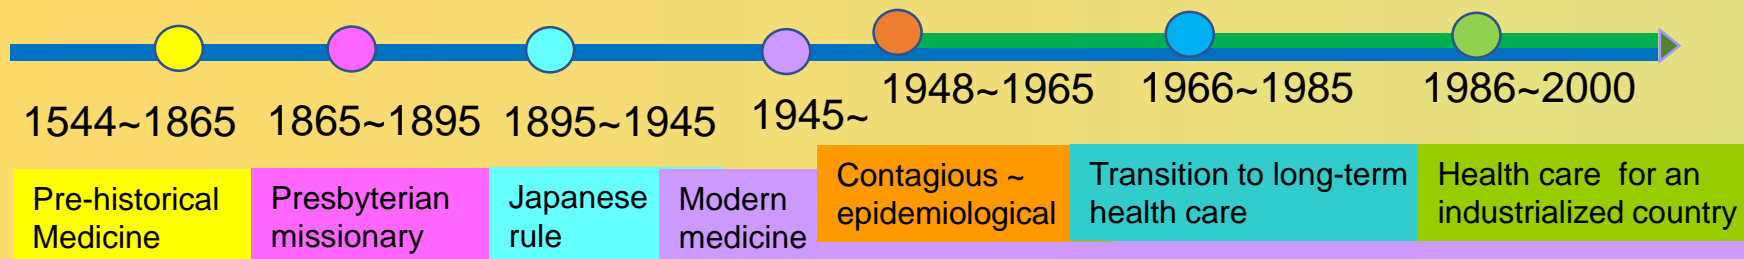 1544~1865
1865~1895
1895~1945
1945~
1948~1965
1966~1985
1986~2000
Pre-historical
Medicine
Presbyterian
missionary
Japanese
rule
Modern
medicine
Contagious ~
epidemiological
Transition to long-term
health care
Health care for an
industrialized country